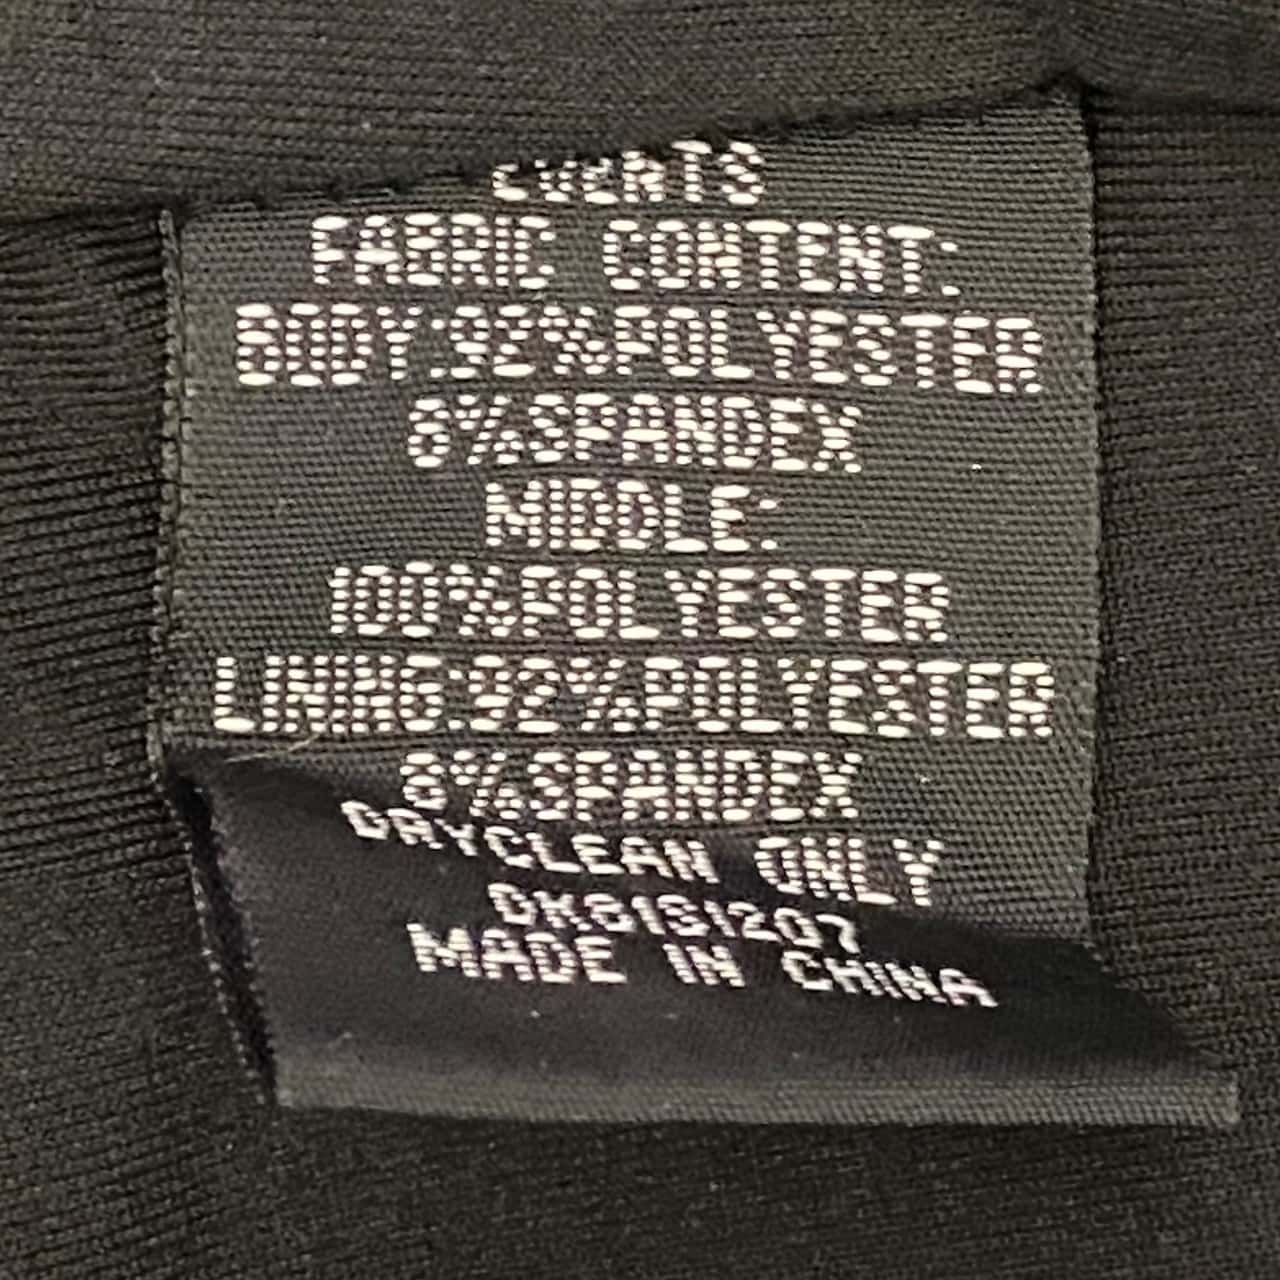 EVENTS
FABRIC CONTENT:
BODY:92%POLYESTER
8%SPANDEX
MIDDLE:
100%POLYESTER
LINING:92%POLYESTER
8%SPANDEX
DRYCLEAN ONLY
MADE IN CHINA